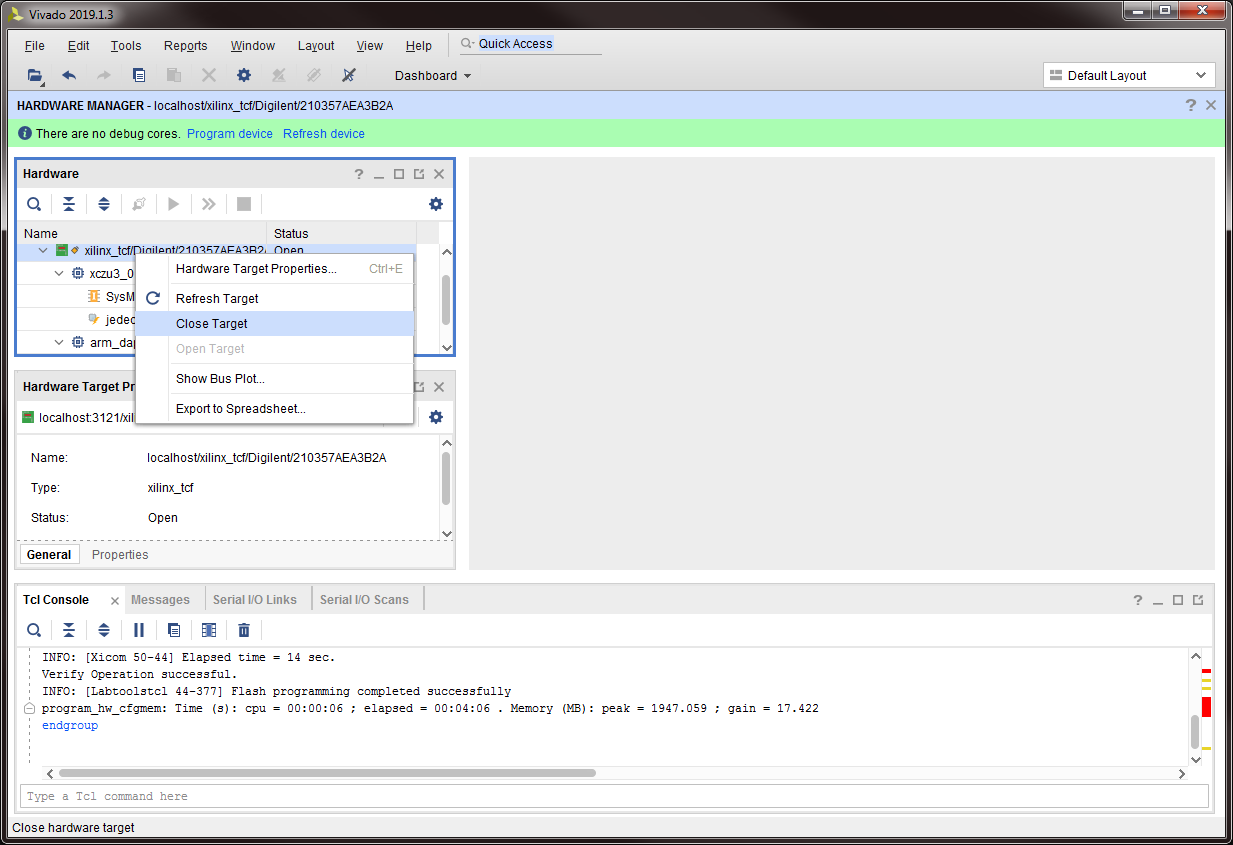 Vivado 2019.1.3
File Edit Tools Reports Window Layout View Help Quick Access
Dashboard Default Layout
HARDWARE MANAGER - localhost/xilinx_tcf/Digilent/210357AEA3B2A
There are no debug cores. Program device Refresh device
Hardware
Name Status
xilinx_tcf/Digilent/210357AEA3B2 Open
xczu3_0
Hardware Target Properties... Ctrl+E
SysM
Refresh Target
jedec
Close Target
arm_dap
Open Target
Show Bus Plot...
Hardware Target Pr
Export to Spreadsheet...
localhost:3121/xil
Name: localhost/xilinx_tcf/Digilent/210357AEA3B2A
Type: xilinx_tcf
Status: Open
General Properties
Tcl Console Messages Serial I/O Links Serial I/O Scans
INFO: [Xicom 50-44] Elapsed time = 14 sec.
Verify Operation successful.
INFO: [Labtoolstcl 44-377] Flash programming completed successfully
program_hw_cfgmem: Time (s): cpu = 00:00:06 ; elapsed = 00:04:06 . Memory (MB): peak = 1947.059 ; gain = 17.422
endgroup
Type a Tcl command here
Close hardware target